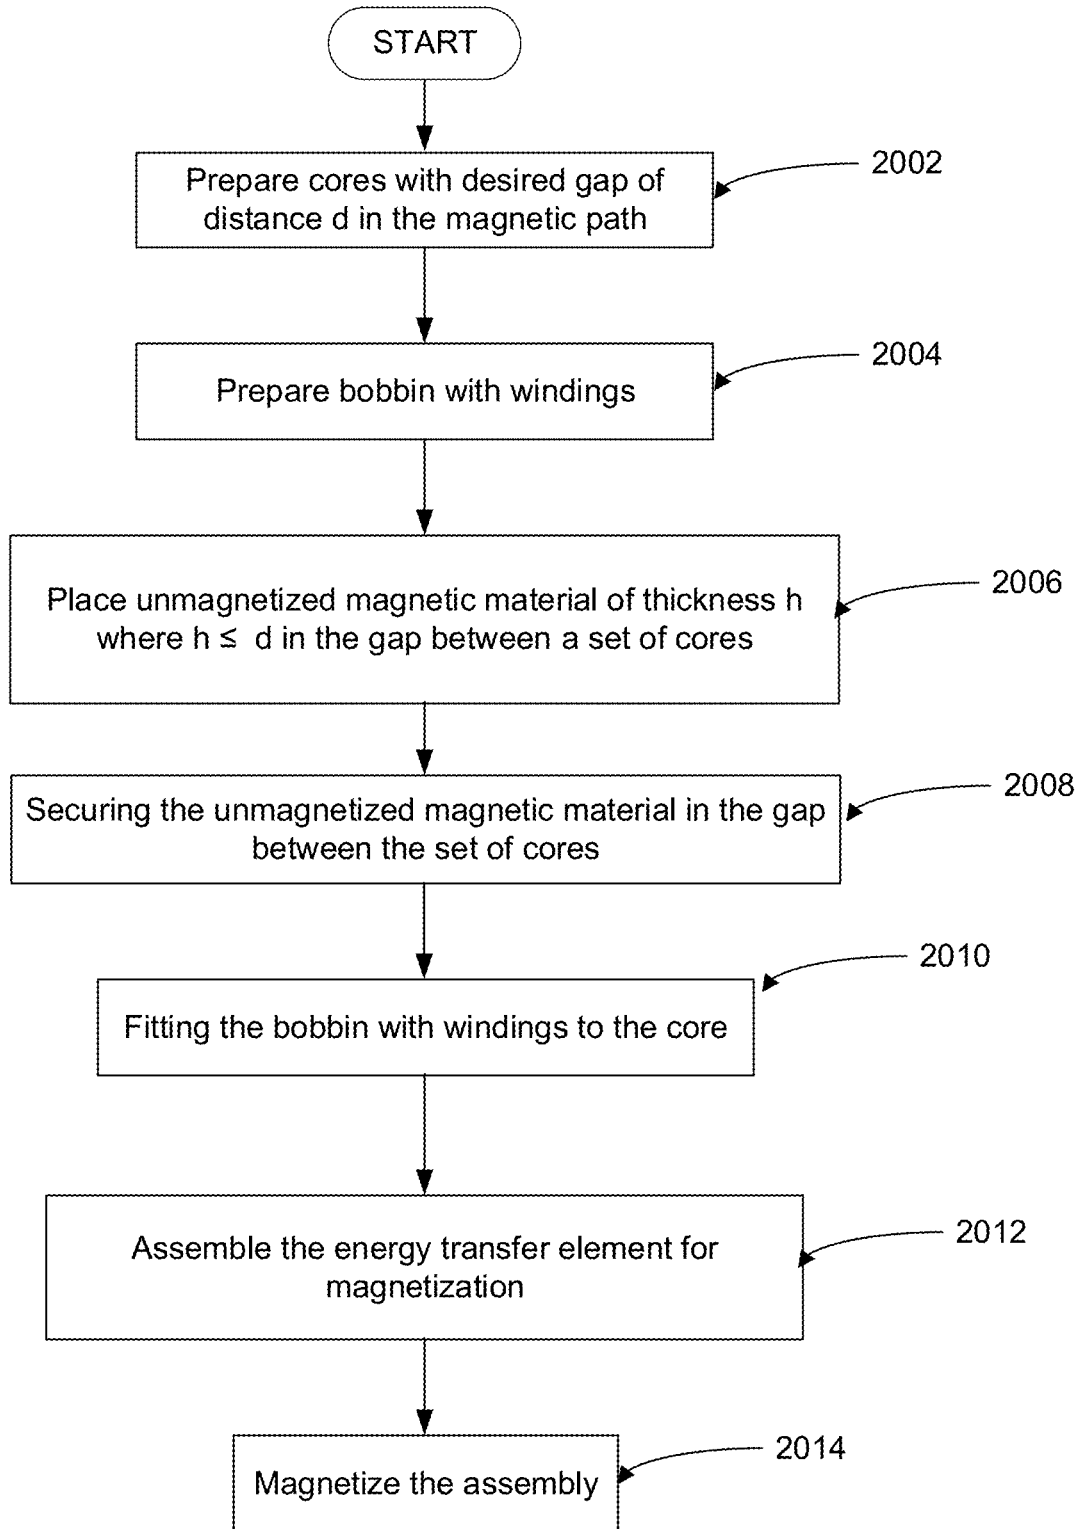 START
Prepare cores with desired gap of
distance d in the magnetic path
2002
Prepare bobbin with windings
2004
Place unmagnetized magnetic material of thickness h
where h ≤ d in the gap between a set of cores
2006
Securing the unmagnetized magnetic material in the gap
between the set of cores
2008
Fitting the bobbin with windings to the core
2010
Assemble the energy transfer element for
magnetization
2012
Magnetize the assembly
2014